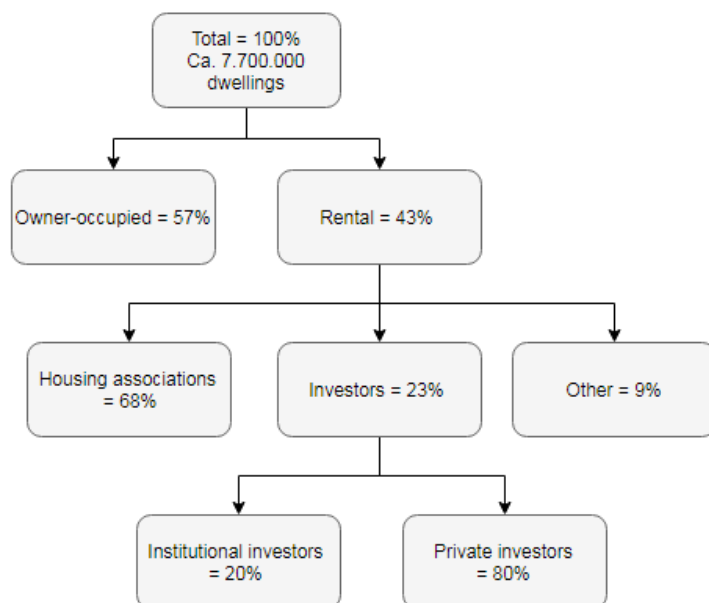 Total = 100%
Ca. 7.700.000
dwellings
Owner-occupied = 57%
Rental = 43%
Housing associations
= 68%
Investors = 23%
Other = 9%
Institutional investors
= 20%
Private investors
= 80%